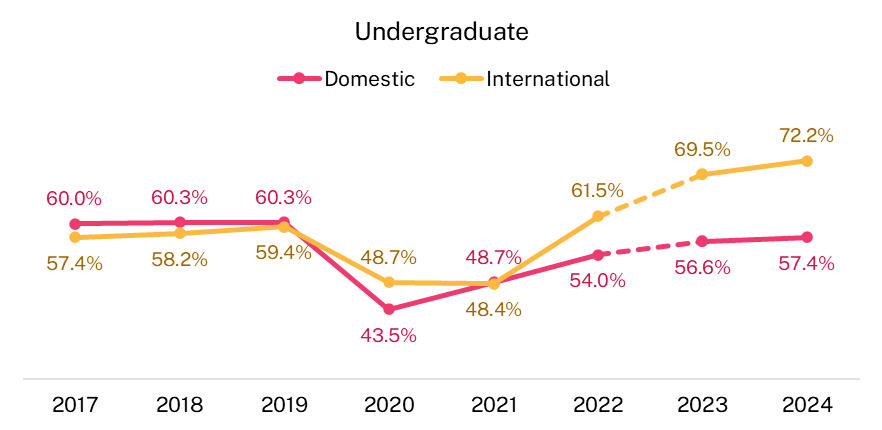 Undergraduate
Domestic International
72.2%
69.5%
61.5%
60.0% 60.3% 60.3%
57.4% 58.2% 59.4% 48.7% 48.7% 54.0% 56.6% 57.4%
48.4%
43.5%
2017 2018 2019 2020 2021 2022 2023 2024